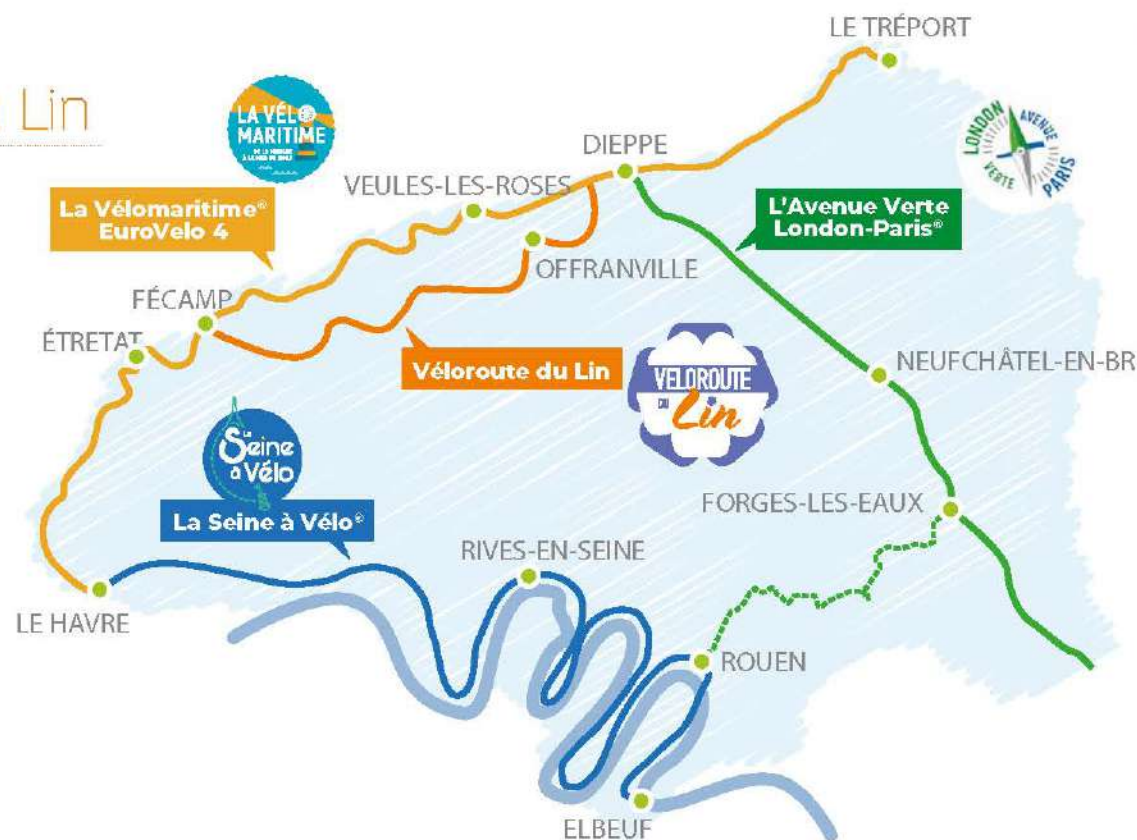 Lin
LE TRÉPORT
LA VÉLO
MARITIME
DIEPPE
LONDON
AVENUE
VERTE
PARIS
VEULES-LES-ROSES
La Vélomaritime®
EuroVelo 4
L'Avenue Verte
London-Paris®
OFFRANVILLE
FÉCAMP
ÉTRETAT
Véloroute du Lin
VELOROUTE
DU Lin
NEUFCHÂTEL-EN-BR
La
Seine
à Vélo
La Seine à Vélo®
FORGES-LES-EAUX
RIVES-EN-SEINE
LE HAVRE
ROUEN
ELBEUF